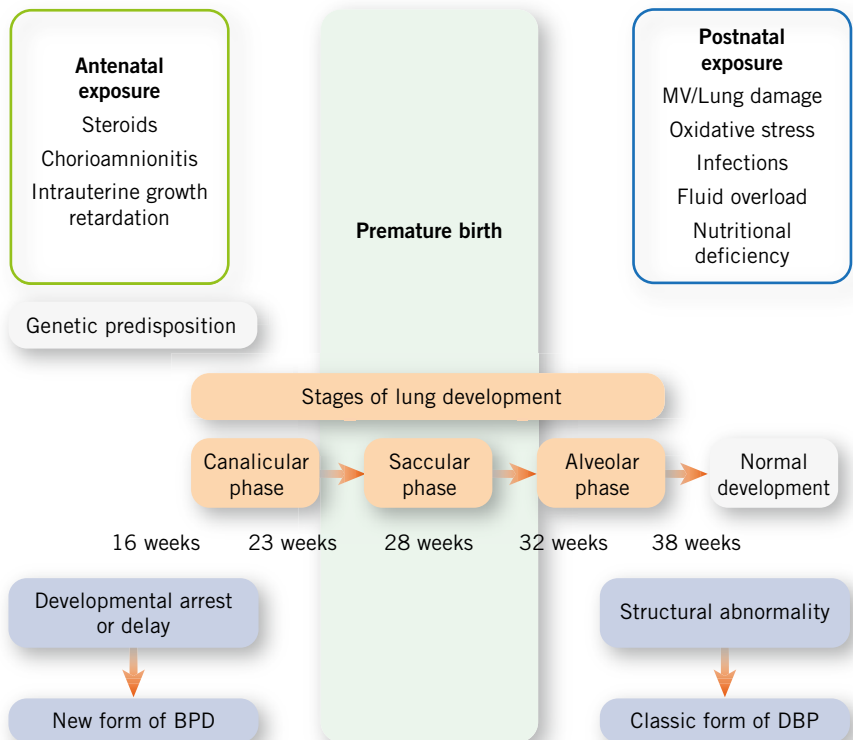 Antenatal
exposure
Steroids
Chorioamnionitis
Intrauterine growth
retardation
Genetic predisposition
Premature birth
Postnatal
exposure
MV/Lung damage
Oxidative stress
Infections
Fluid overload
Nutritional
deficiency
Stages of lung development
Canalicular
phase
Saccular
phase
Alveolar
phase
Normal
development
16 weeks 23 weeks 28 weeks 32 weeks 38 weeks
Developmental arrest
or delay
New form of BPD
Structural abnormality
Classic form of DBP